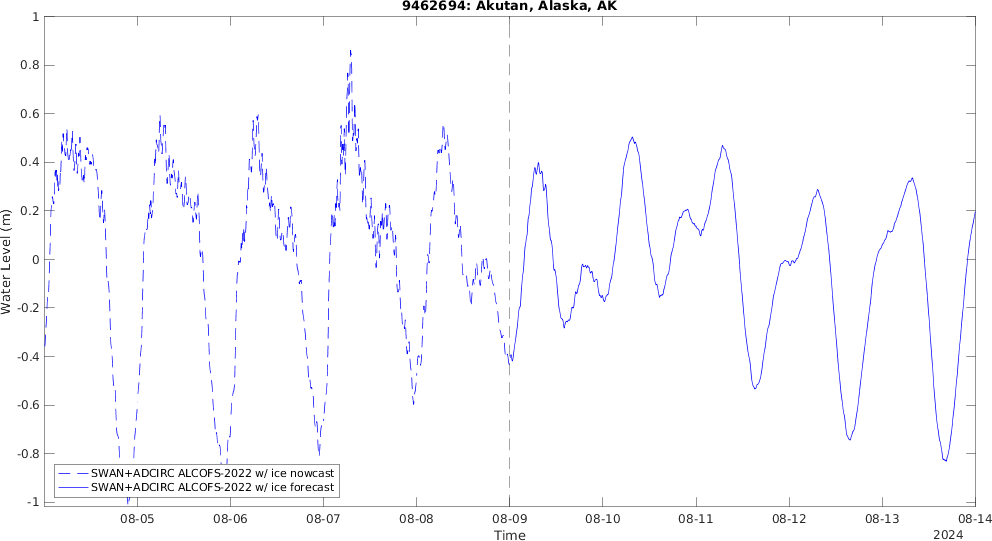 9462694: Akutan, Alaska, AK
1
0.8
0.6
0.4
0.2
0
-0.2
-0.4
-0.6
-0.8
-1
Water Level (m)
SWAN+ADCIRC ALCOFS-2022 w/ ice nowcast
SWAN+ADCIRC ALCOFS-2022 w/ ice forecast
08-05 08-06 08-07 08-08 08-09 08-10 08-11 08-12 08-13 08-14
Time
2024